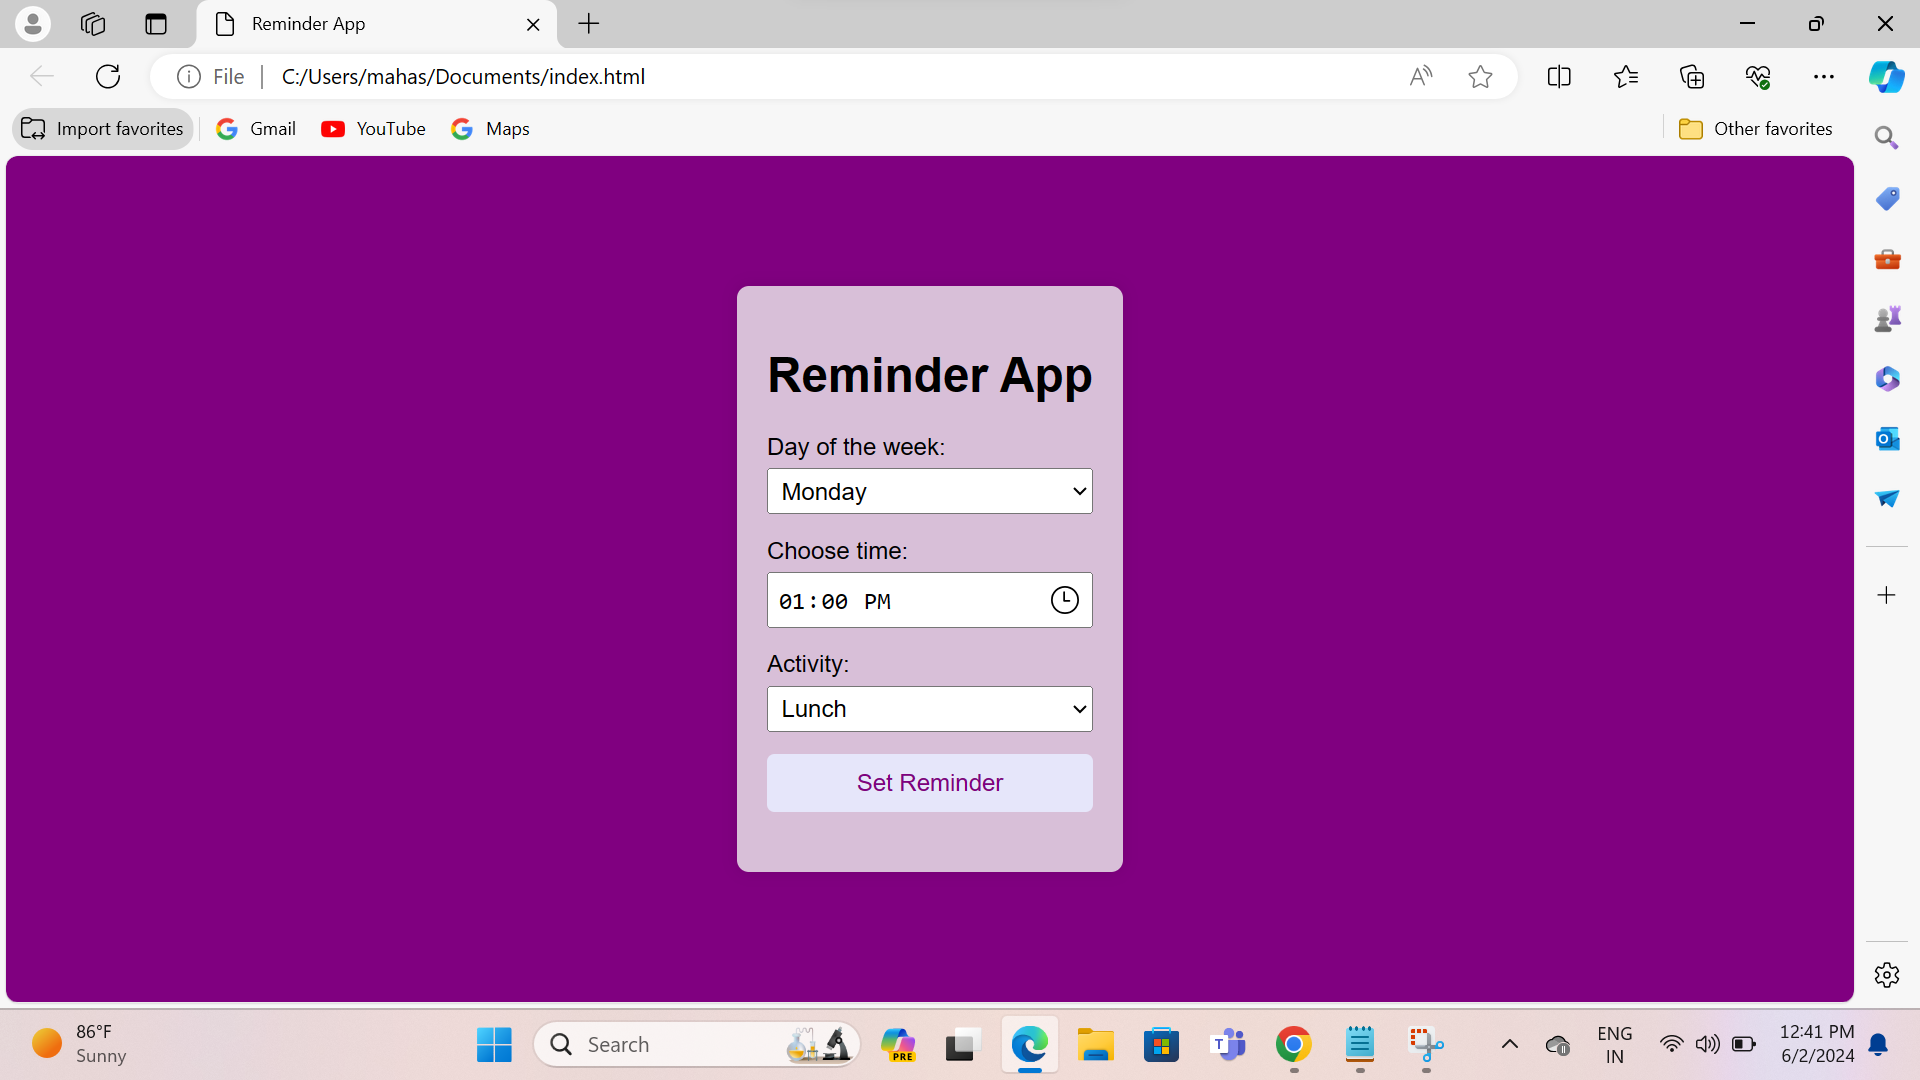 Reminder App
File
C:/Users/mahas/Documents/index.html
Import favorites
Gmail
YouTube
Maps
Other favorites
Reminder App
Day of the week:
Monday
Choose time:
01:00 PM
Activity:
Lunch
Set Reminder
86°F
Sunny
Search
PRE
ENG
IN
12:41 PM
6/2/2024